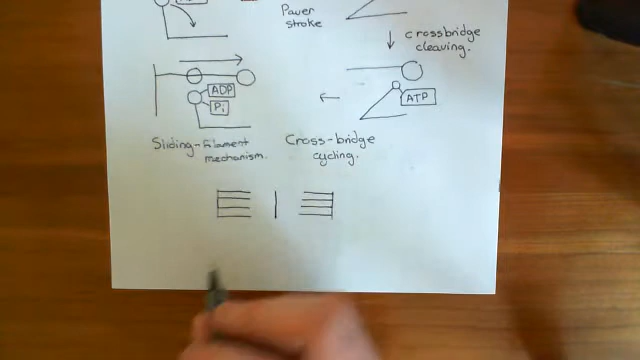 Power
stroke
crossbridge
cleaving.
ADP
Pi
ATP
Sliding-filament
mechanism.
Cross-bridge
cycling.